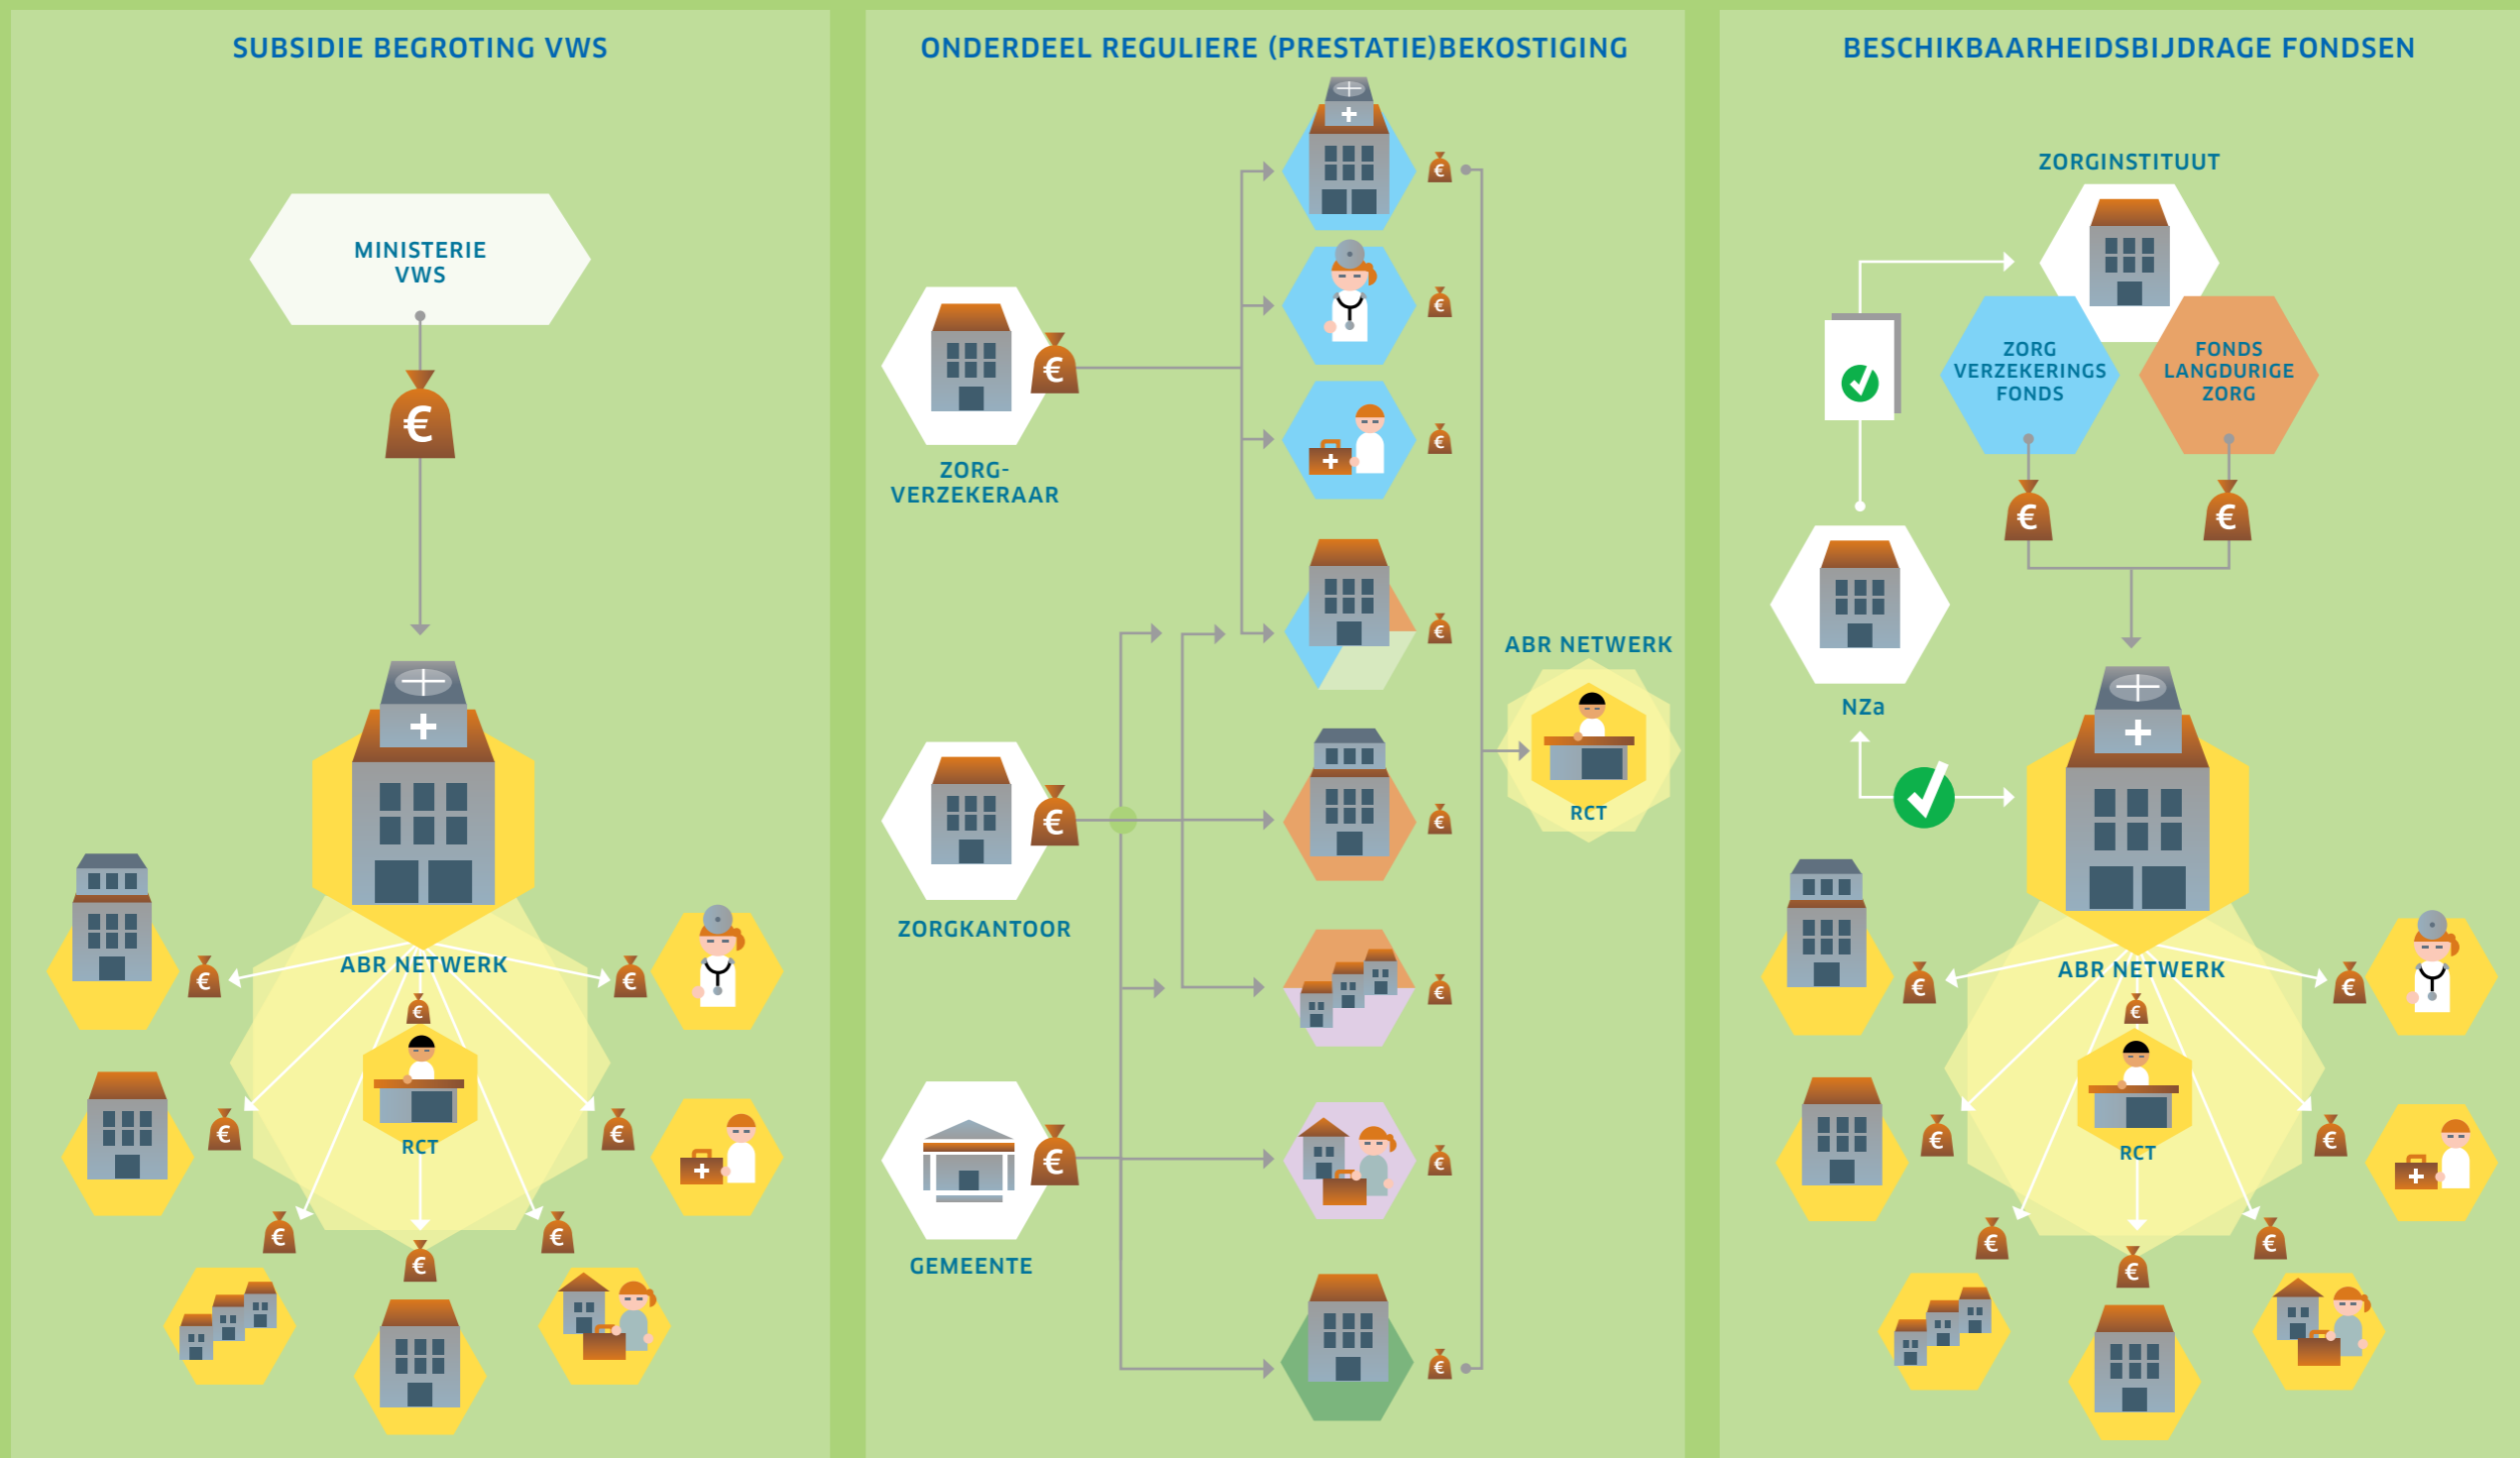 SUBSIDIE BEGROTING VWS
MINISTERIE
VWS
€
ABR NETWERK
€
€
€
RCT
€
€
€
€
€
ONDERDEEL REGULIERE (PRESTATIE)BEKOSTIGING
€
€
€
ZORG-
VERZEKERAAR
€
€
ABR NETWERK
RCT
€
ZORGKANTOOR
€
€
€
GEMEENTE
€
€
€
BESCHIKBAARHEIDSBIJDRAGE FONDSEN
ZORGINSTITUUT
ZORG
VERZEKERINGS
FONDS
FONDS
LANGDURIGE
ZORG
€
€
NZa
ABR NETWERK
€
€
€
RCT
€
€
€
€
€